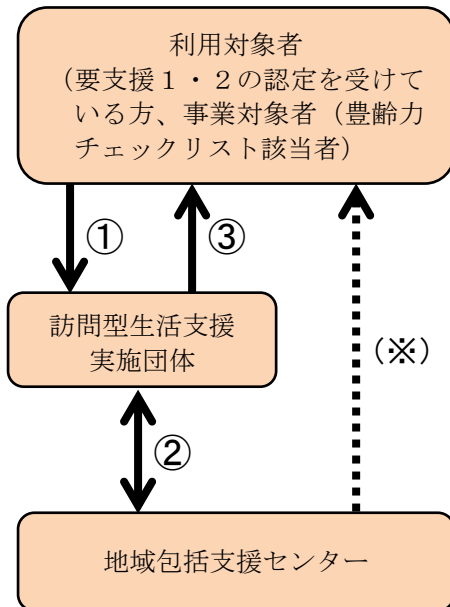 利用対象者
（要支援１・２の認定を受けて
いる方、事業対象者（豊齢力
チェックリスト該当者）
①
③
訪問型生活支援
実施団体
（※）
②
地域包括支援センター